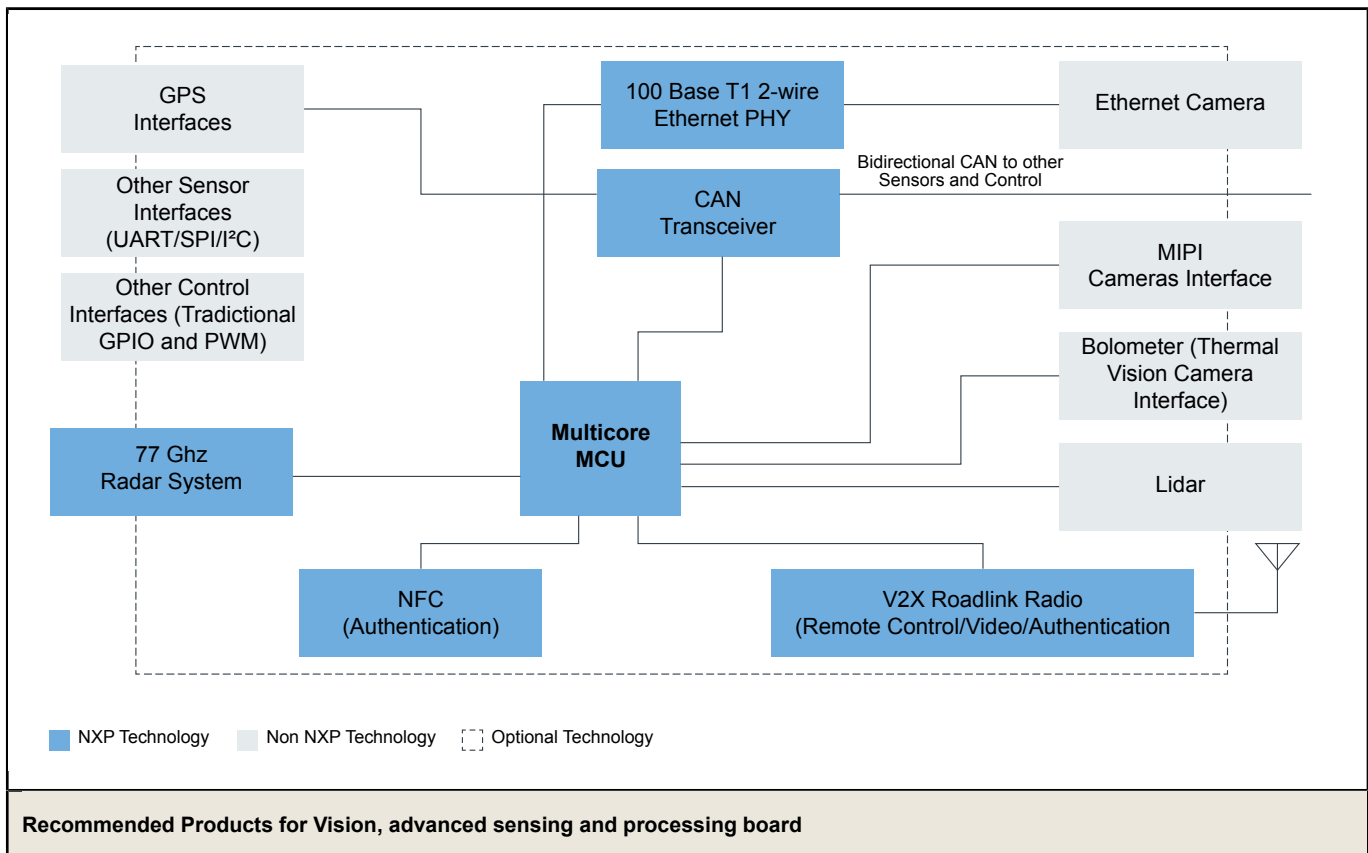 GPS
Interfaces
100 Base T1 2-wire
Ethernet PHY
Ethernet Camera
Bidirectional CAN to other
Sensors and Control
Other Sensor
Interfaces
(UART/SPI/I²C)
CAN
Transceiver
MIPI
Cameras Interface
Other Control
Interfaces (Tradictional
GPIO and PWM)
Bolometer (Thermal
Vision Camera
Interface)
Multicore
MCU
77 Ghz
Radar System
Lidar
NFC
(Authentication)
V2X Roadlink Radio
(Remote Control/Video/Authentication
NXP Technology
Non NXP Technology
Optional Technology
Recommended Products for Vision, advanced sensing and processing board